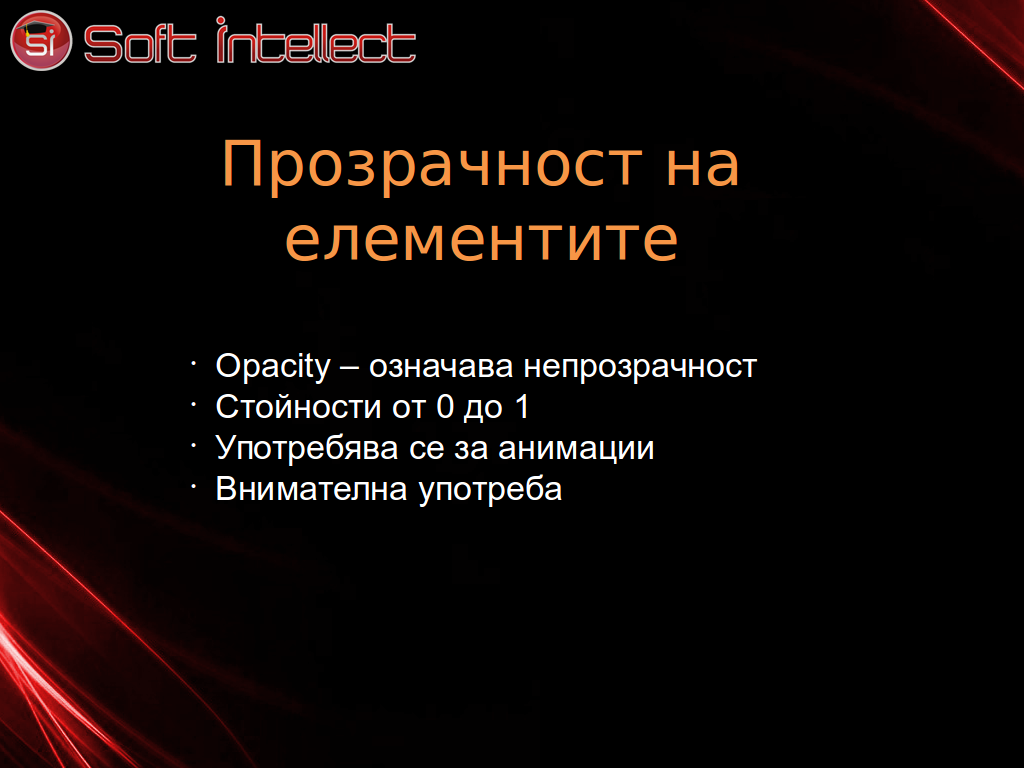 Si Soft Intellect
Прозрачност на
елементите
· Opacity – означава непрозрачност
· Стойности от 0 до 1
· Употребява се за анимации
· Внимателна употреба